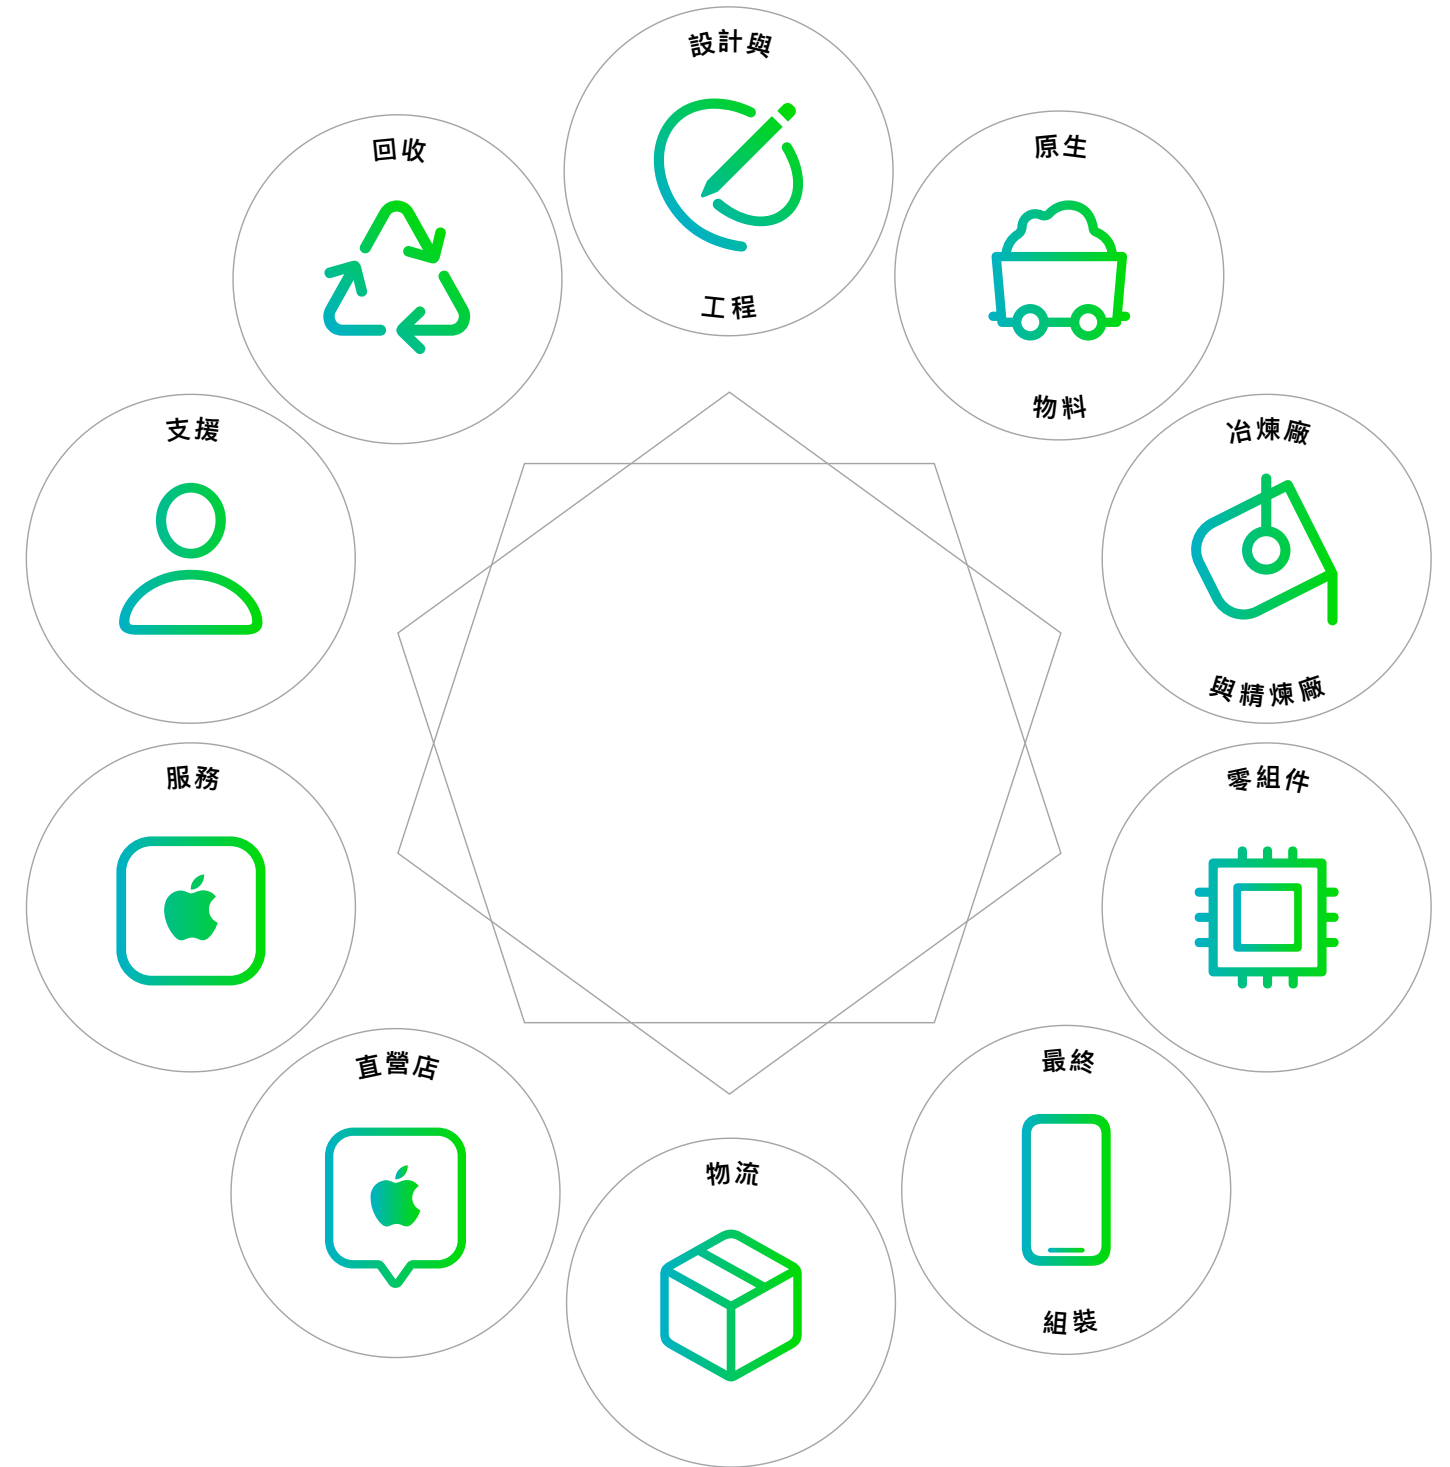 設計與
工程
原生
物料
冶煉廠
與精煉廠
零組件
最終
組裝
物流
直營店
服務
支援
回收